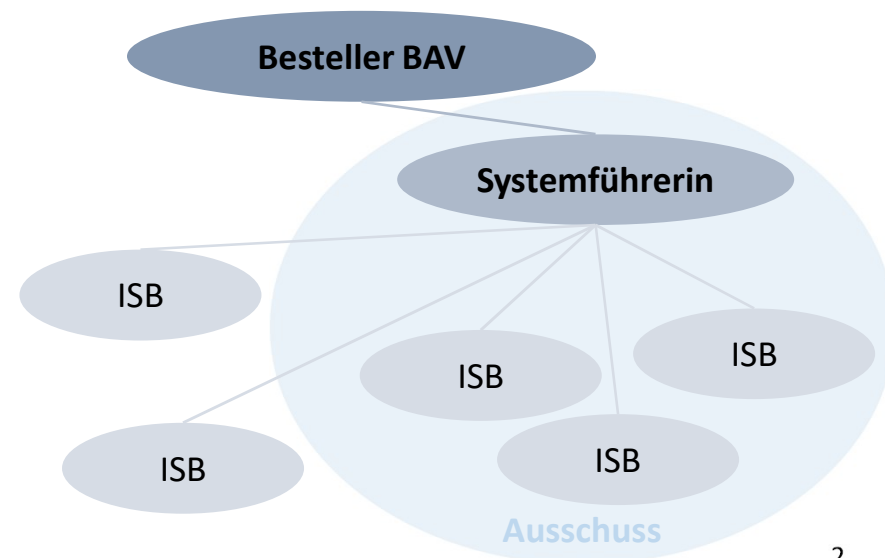 Besteller BAV
Systemführerin
ISB
ISB
ISB
ISB
ISB
Ausschuss
2